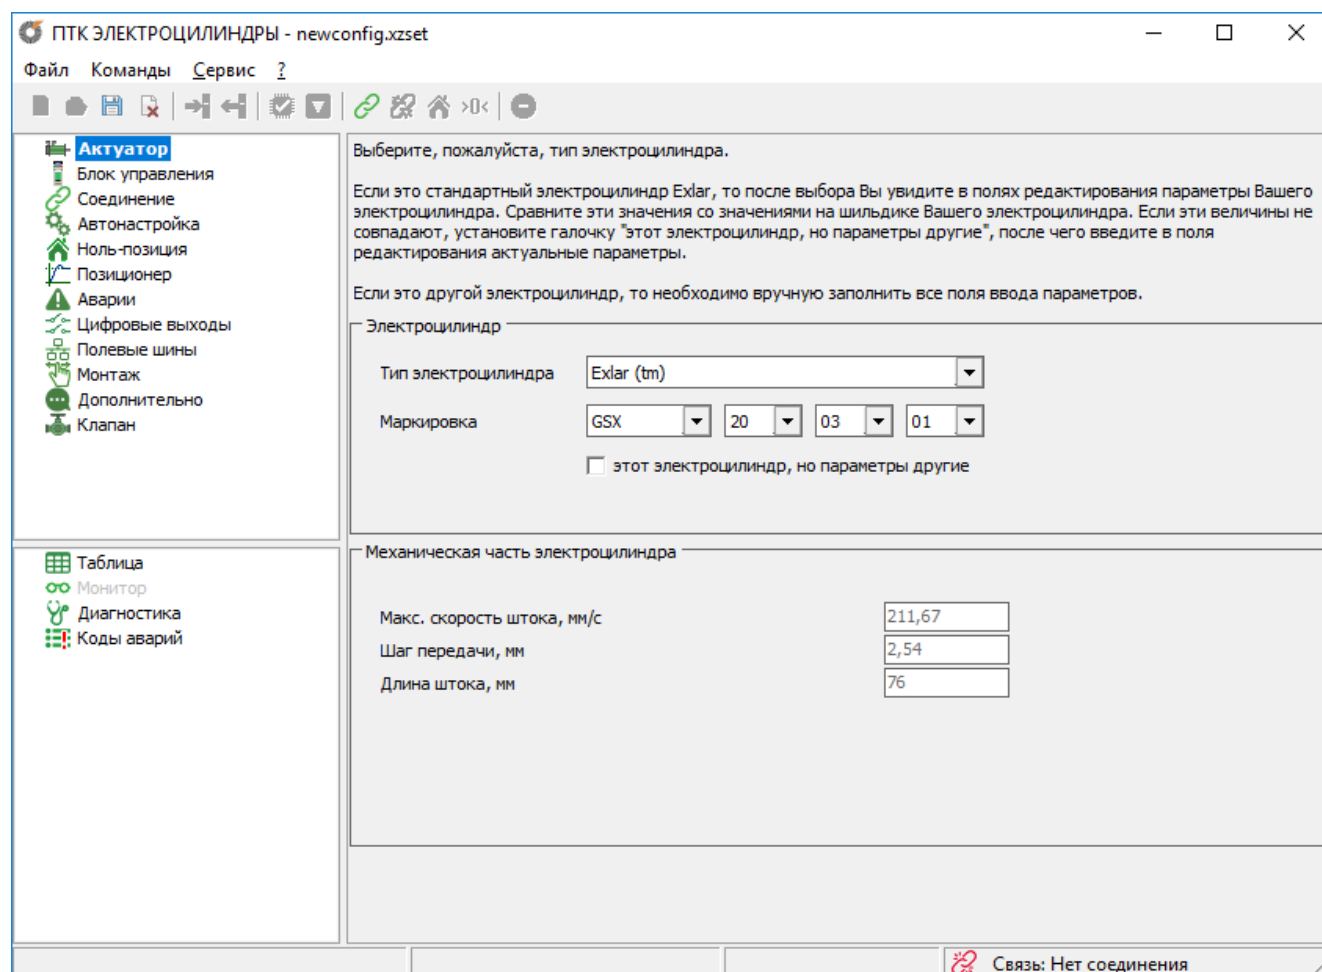 ПТК ЭЛЕКТРОЦИЛИНДРЫ - newconfig.xzset
Файл Команды Сервис ?
>0<
Актуатор
Блок управления
Соединение
Автонастройка
Ноль-позиция
Позиционер
Аварии
Цифровые выходы
Полевые шины
Монтаж
Дополнительно
Клапан
Таблица
Монитор
Диагностика
Коды аварий
Выберите, пожалуйста, тип электроцилиндра.
Если это стандартный электроцилиндр Exlar, то после выбора Вы увидите в полях редактирования параметры Вашего
электроцилиндра. Сравните эти значения со значениями на шильдике Вашего электроцилиндра. Если эти величины не
совпадают, установите галочку "этот электроцилиндр, но параметры другие", после чего введите в поля
редактирования актуальные параметры.
Если это другой электроцилиндр, то необходимо вручную заполнить все поля ввода параметров.
Электроцилиндр
Тип электроцилиндра Exlar (tm)
Маркировка GSX 20 03 01
этот электроцилиндр, но параметры другие
Механическая часть электроцилиндра
Макс. скорость штока, мм/с 211,67
Шаг передачи, мм 2,54
Длина штока, мм 76
Связь: Нет соединения